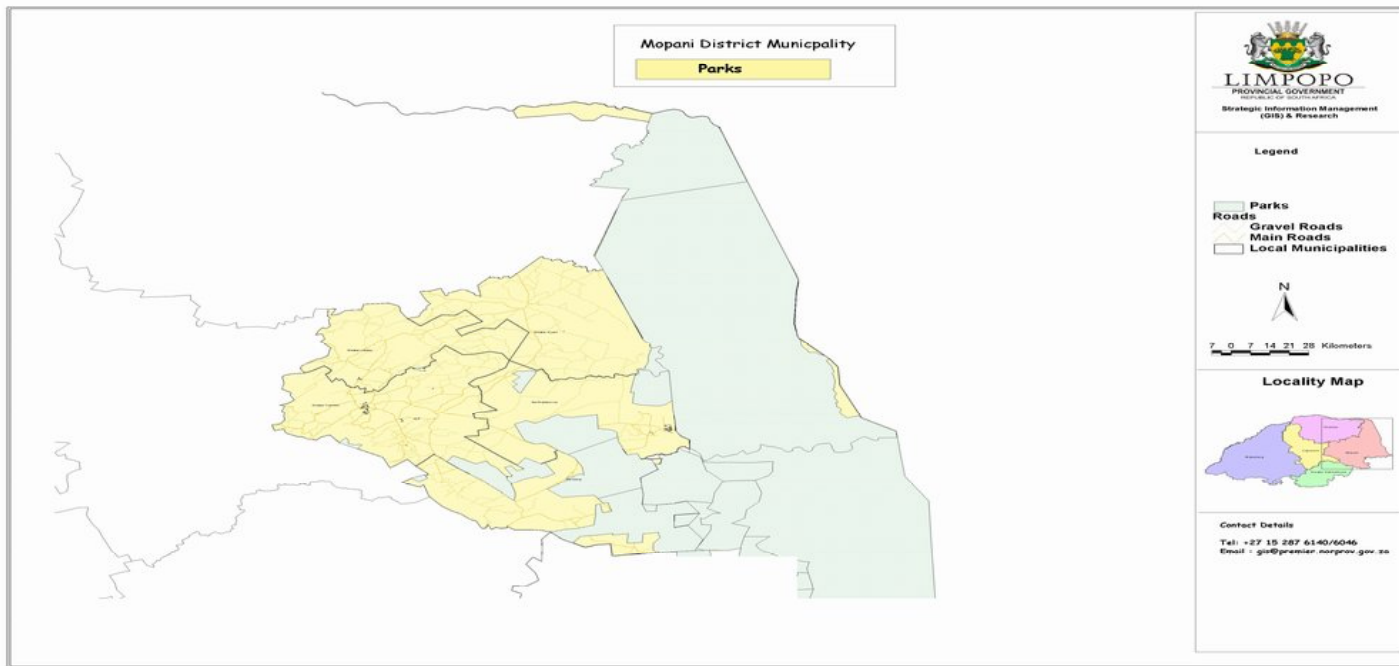 Mopani District Municpality
Parks
LIMPOPO
PROVINCIAL GOVERNMENT
REPUBLIC OF SOUTH AFRICA
Strategic Information Management
(GIS) & Research
Legend
Parks
Roads
Gravel Roads
Main Roads
Local Municipalities
N
7 0 7 14 21 28 Kilometers
Locality Map
Contact Details
Tel: +27 15 287 6140/6046
Email : gis@premier.norprov.gov.za